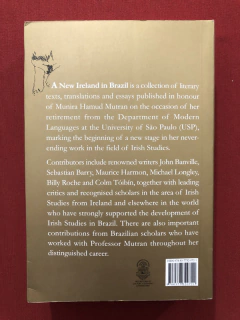 A New Ireland in Brazil is a collection of literary
texts, translations and essays published in honour
of Munira Hamud Mutran on the occasion of her
retirement from the Department of Modern
Languages at the University of São Paulo (USP),
marking the beginning of a new stage in her never
ending work in the field of Irish Studies.
Contributors include renowned writers John Banville,
Sebastian Barry, Maurice Harmon, Michael Longley,
Billy Roche and Colm Tóibín, together with leading
critics and recognised scholars in the area of Irish
Studies from Ireland and elsewhere in the world
who have strongly supported the development of
Irish Studies in Brazil. There are also important
contributions from Brazilian scholars who have
worked with Professor Mutran throughout her
distinguished career.